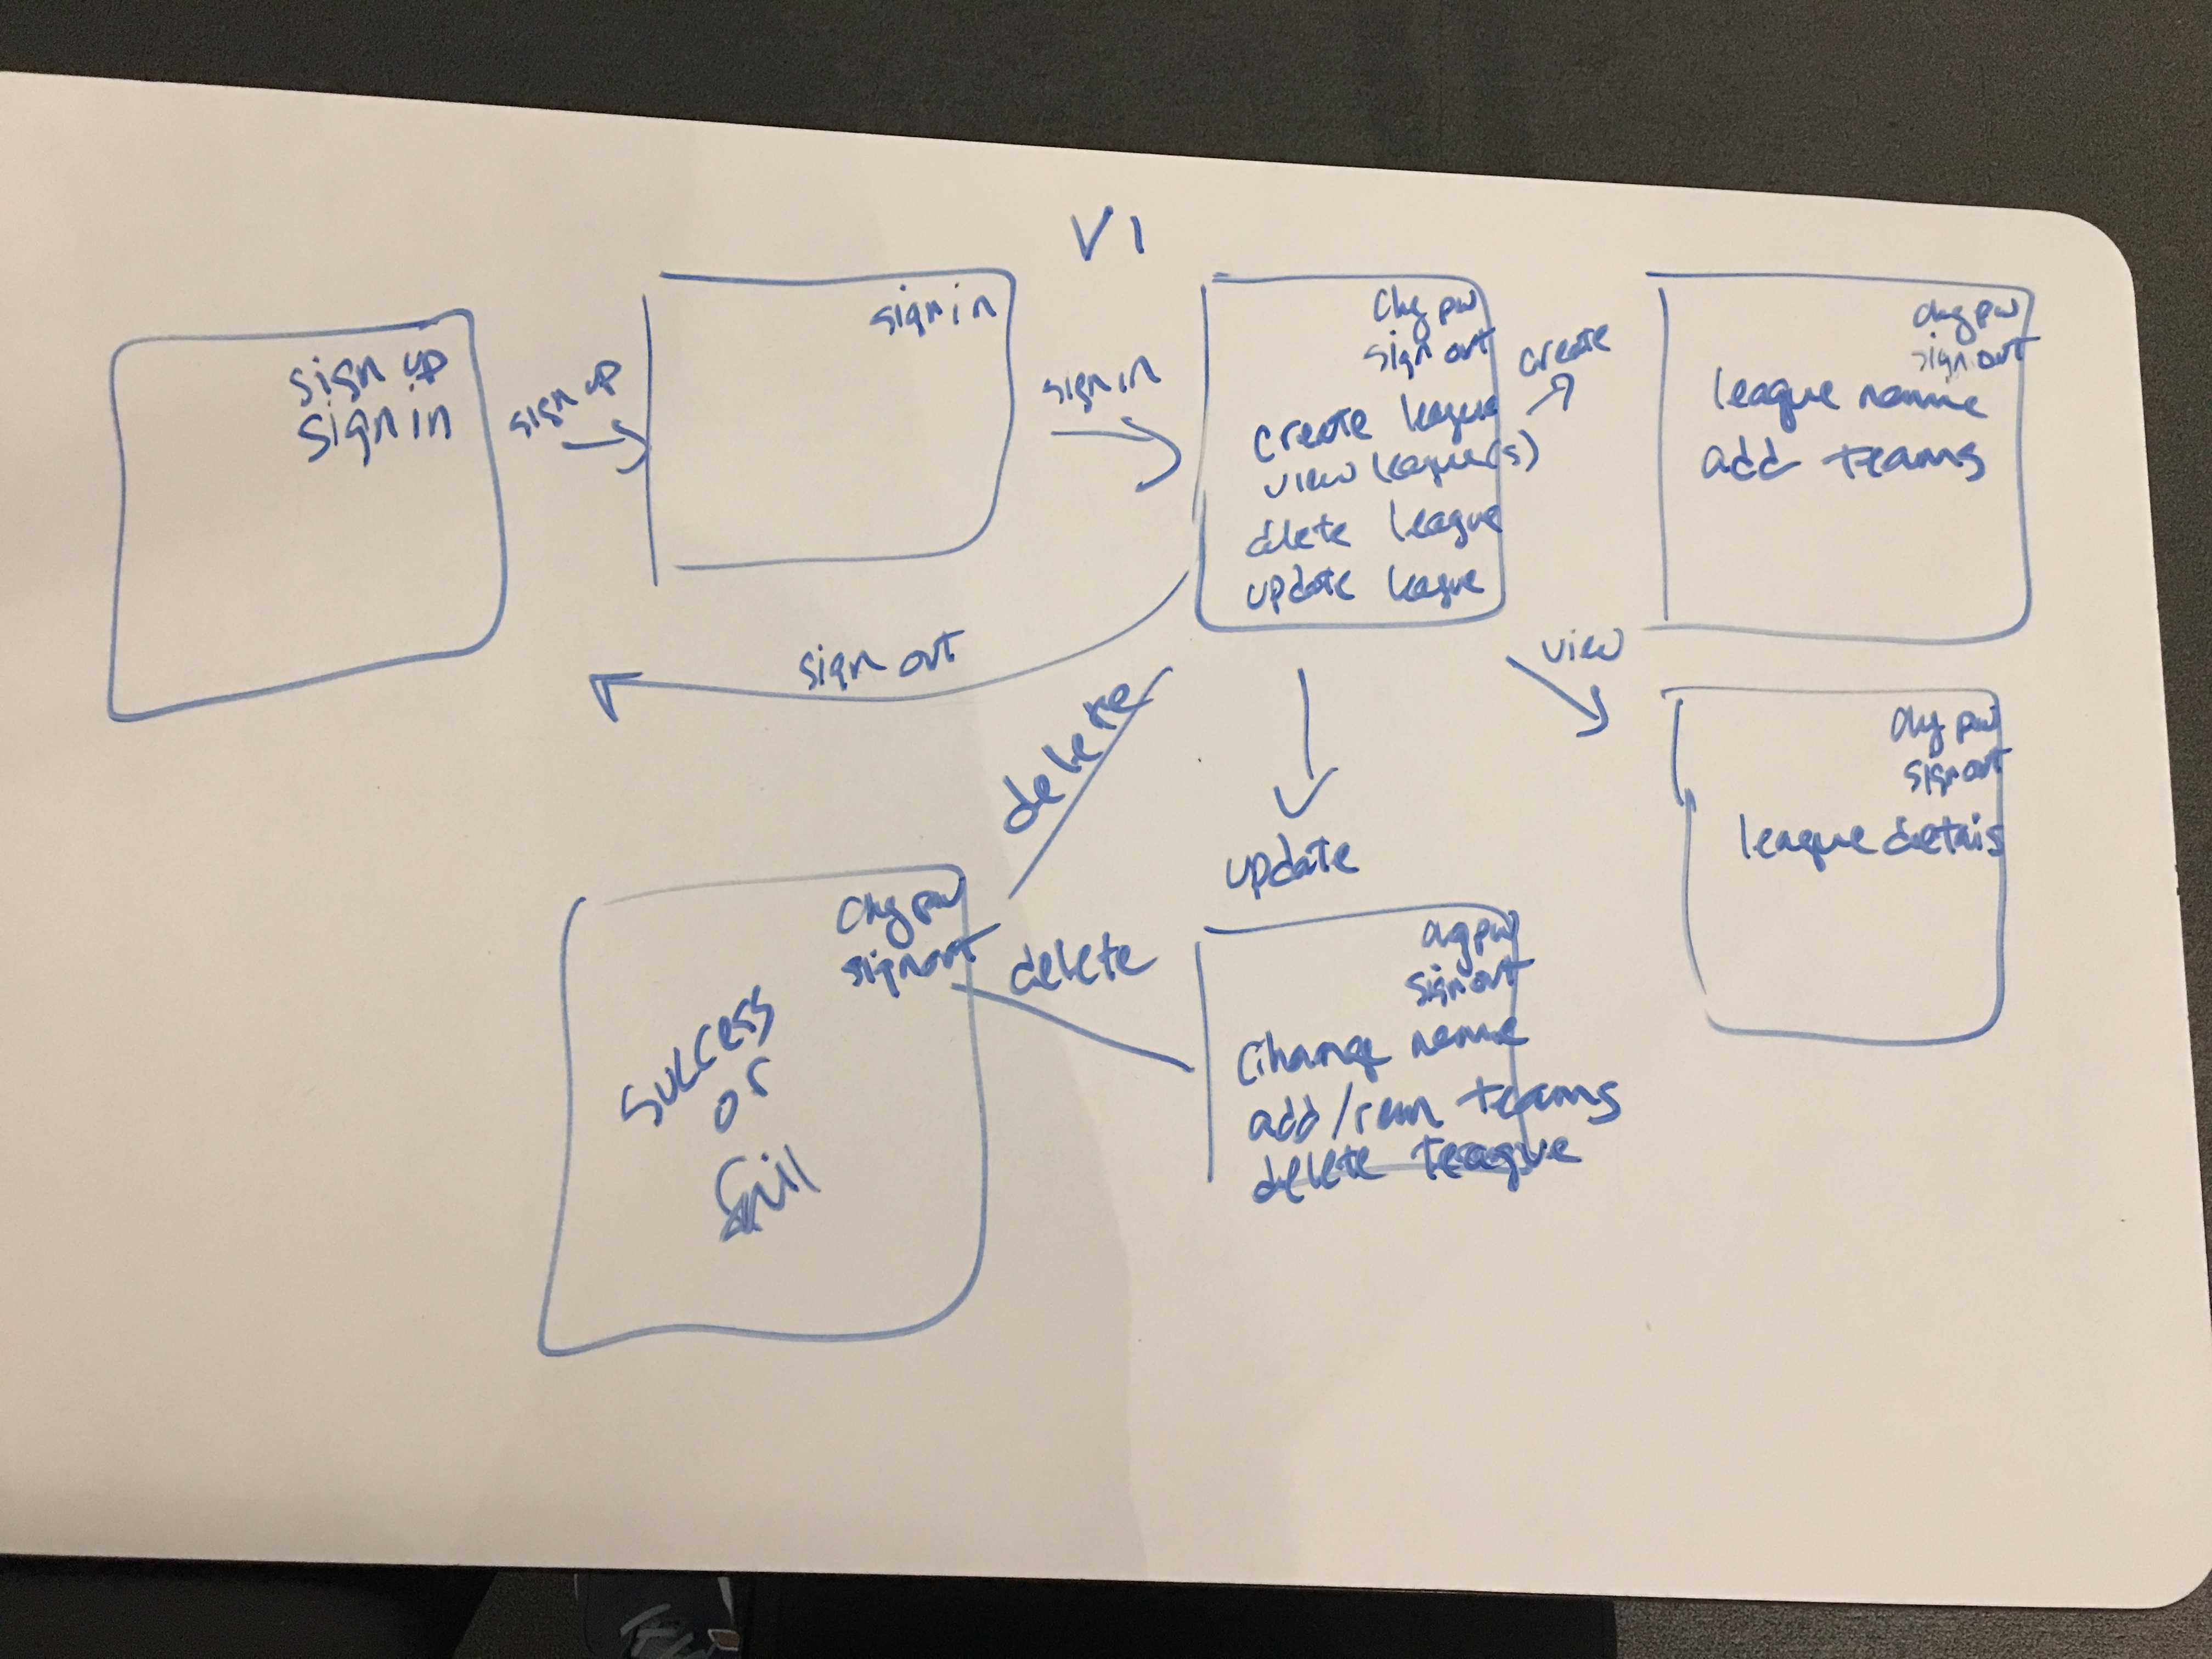 V1
sign up
sign in
sign up
sign in
sign in
Chg pw
sign out
create league
view league(s)
delete league
update league
create
chg pw
sign out
league name
add teams
sign out
delete
update
view
chg pw
sign out
league detais
Chg pw
sign out
success
or
fail
delete
chg pw
sign out
Change name
add/rem teams
delete league